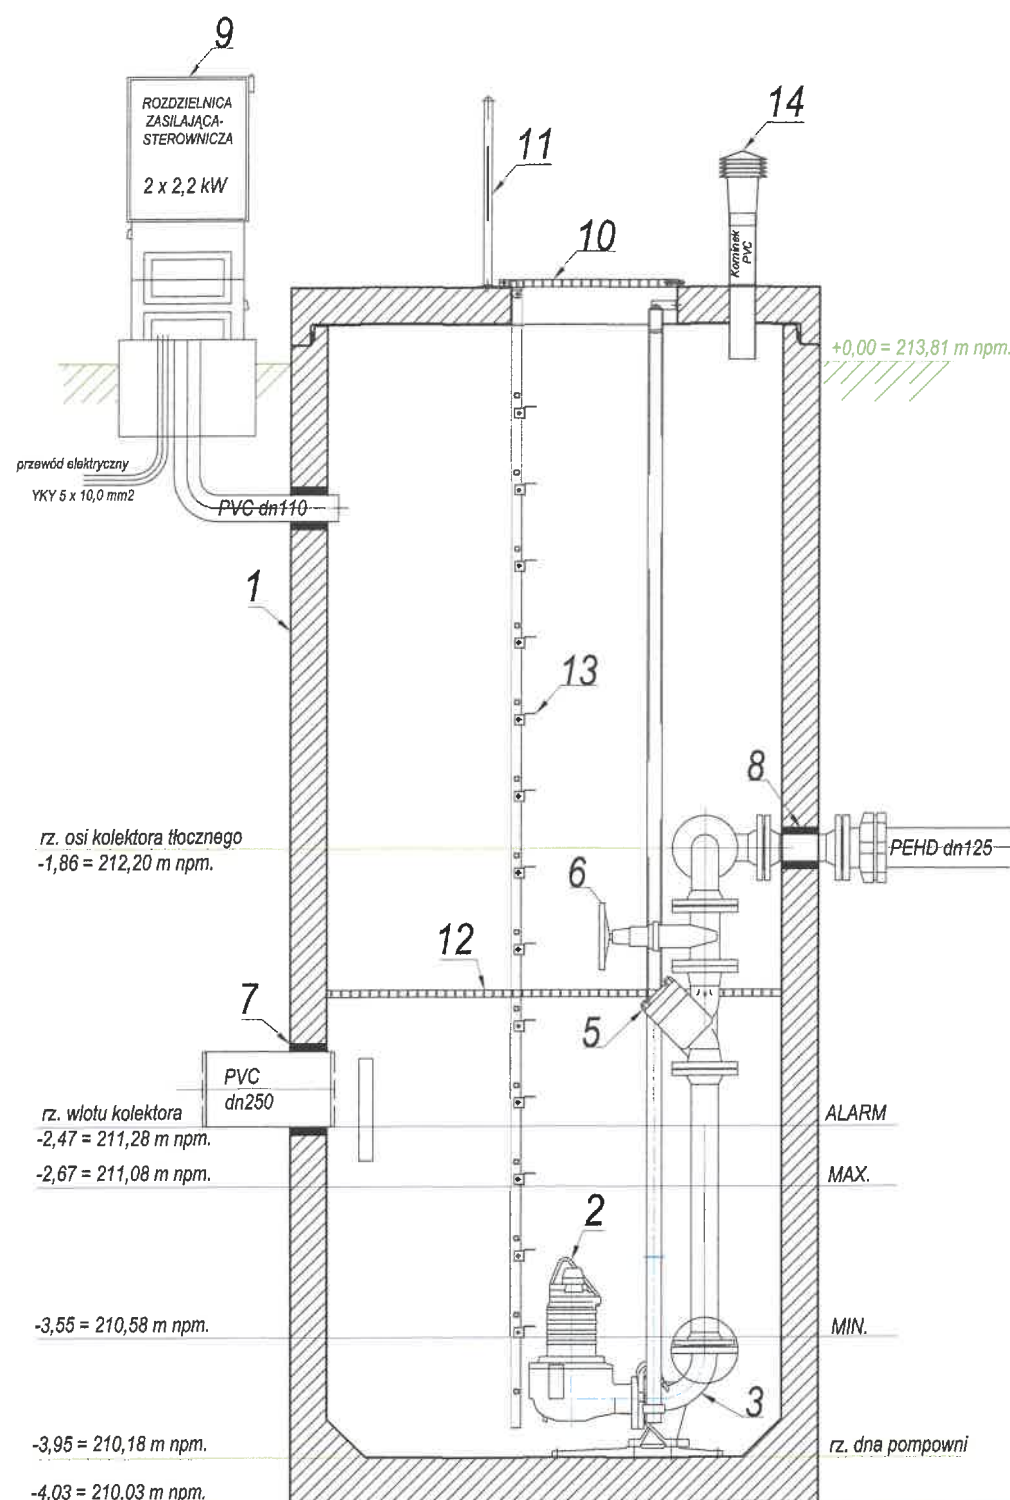 9
ROZDZIELNICA
ZASILAJĄCA-
STEROWNICZA
2 x 2,2 kW
14
11
10
Kominek
PVC
+0,00 = 213,81 m npm.
przewód elektryczny
YKY 5 x 10,0 mm2
PVC dn110
1
13
8
rz. osi kolektora tłocznego
-1,86 = 212,20 m npm.
PEHD dn125
6
12
7
5
PVC
dn250
rz. wlotu kolektora
-2,47 = 211,28 m npm.
ALARM
-2,67 = 211,08 m npm.
MAX.
2
-3,55 = 210,58 m npm.
MIN.
3
-3,95 = 210,18 m npm.
rz. dna pompowni
-4,03 = 210,03 m npm.